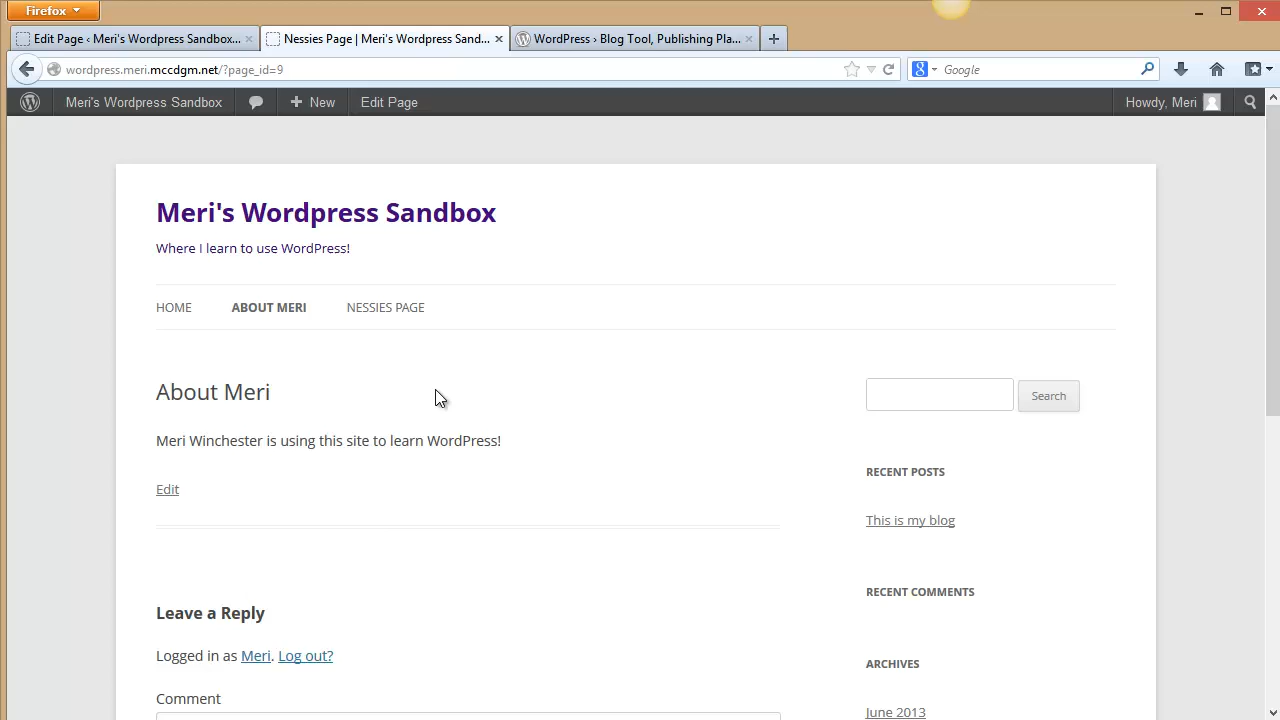 Firefox
Edit Page ‹ Meri's Wordpress Sandbox...
Nessies Page | Meri's Wordpress Sand...
WordPress › Blog Tool, Publishing Pla...
wordpress.meri.mccdgm.net/?page_id=9
Google
Meri's Wordpress Sandbox
New
Edit Page
Howdy, Meri
Meri's Wordpress Sandbox
Where I learn to use WordPress!
HOME
ABOUT MERI
NESSIES PAGE
About Meri
Search
Meri Winchester is using this site to learn WordPress!
RECENT POSTS
Edit
This is my blog
RECENT COMMENTS
Leave a Reply
Logged in as Meri. Log out?
ARCHIVES
Comment
June 2013